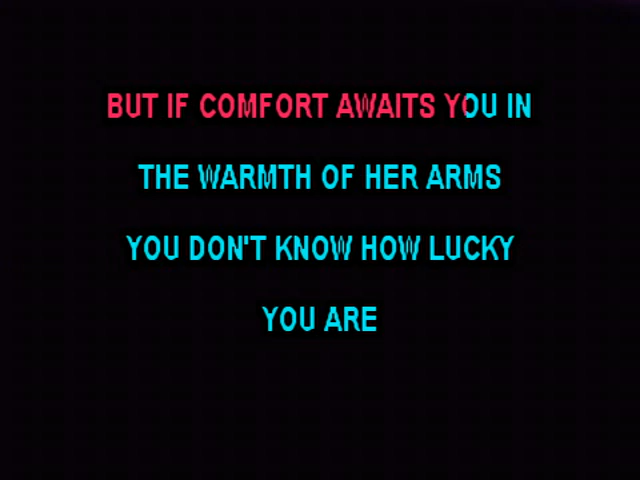 BUT IF COMFORT AWAITS YOU IN
THE WARMTH OF HER ARMS
YOU DON'T KNOW HOW LUCKY
YOU ARE